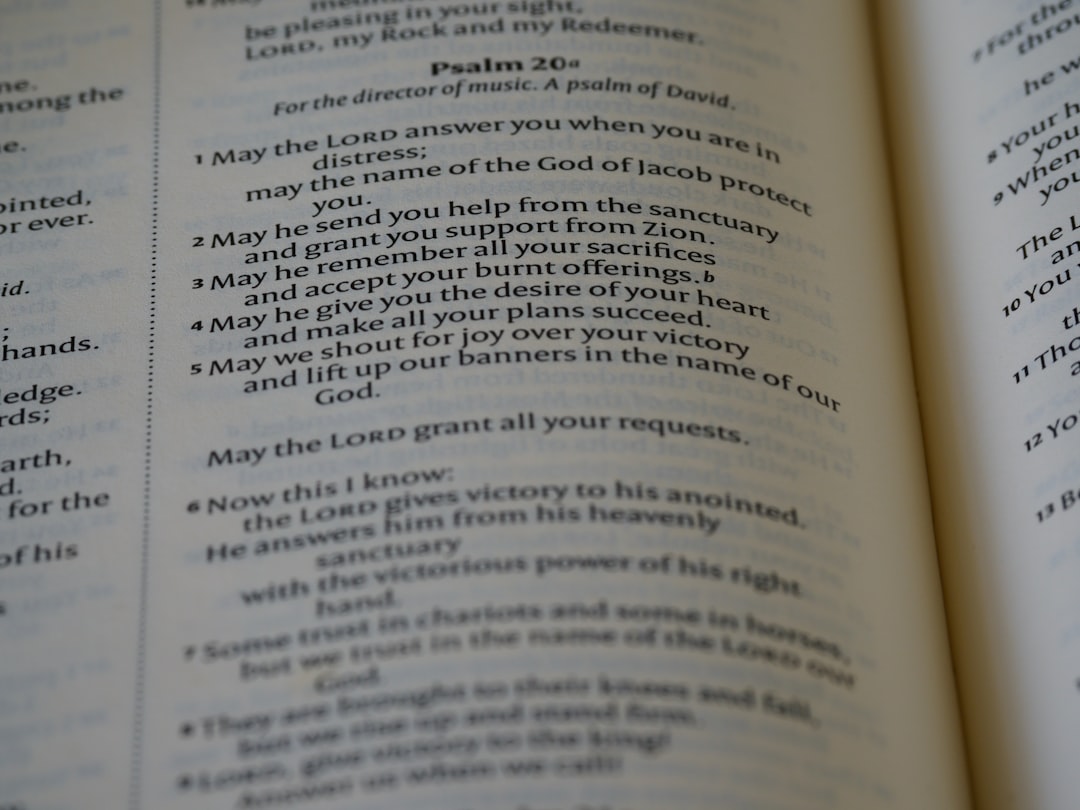 ne.
mong the
e.
ointed,
or ever.
id.
;
hands.
ledge.
rds;
arth,
d.
for the
of his
s
be pleasing in your sight,
LORD, my Rock and my Redeemer.
Psalm 20a
For the director of music. A psalm of David.
1 May the LORD answer you when you are in
distress;
may the name of the God of Jacob protect
you.
2 May he send you help from the sanctuary
and grant you support from Zion.
3 May he remember all your sacrifices
and accept your burnt offerings.b
4 May he give you the desire of your heart
and make all your plans succeed.
5 May we shout for joy over your victory
and lift up our banners in the name of our
God.
May the LORD grant all your requests.
6 Now this I know:
the LORD gives victory to his anointed.
He answers him from his heavenly
sanctuary
with the victorious power of his right
hand.
7 Some trust in chariots and some in horses,
but we trust in the name of the LORD our
God.
8 They are brought to their knees and fall,
but we rise up and stand firm.
9 LORD, give victory to the king!
Answer us when we call!
7 For the
throu
he w
8 Your h
you
9 When
you
The L
an
10 You
th
11 Tho
a
12 Yo
13 Be